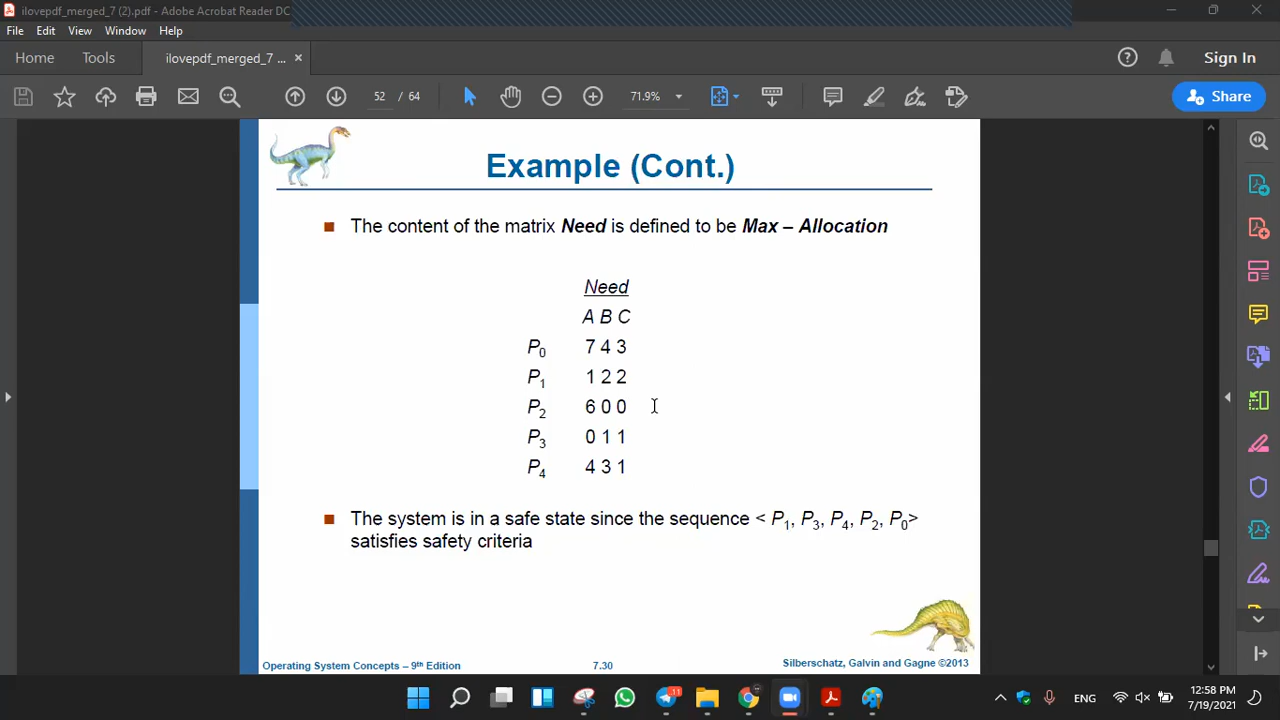 ilovepdf_merged_7 (2).pdf - Adobe Acrobat Reader DC
File Edit View Window Help
Home Tools ilovepdf_merged_7 ... × Sign In
52 / 64 71.9% Share
Example (Cont.)
The content of the matrix Need is defined to be Max – Allocation
Need
A B C
P0 7 4 3
P1 1 2 2
P2 6 0 0
P3 0 1 1
P4 4 3 1
The system is in a safe state since the sequence < P1, P3, P4, P2, P0>
satisfies safety criteria
Operating System Concepts – 9th Edition 7.30 Silberschatz, Galvin and Gagne ©2013
11 ENG 12:58 PM
7/19/2021